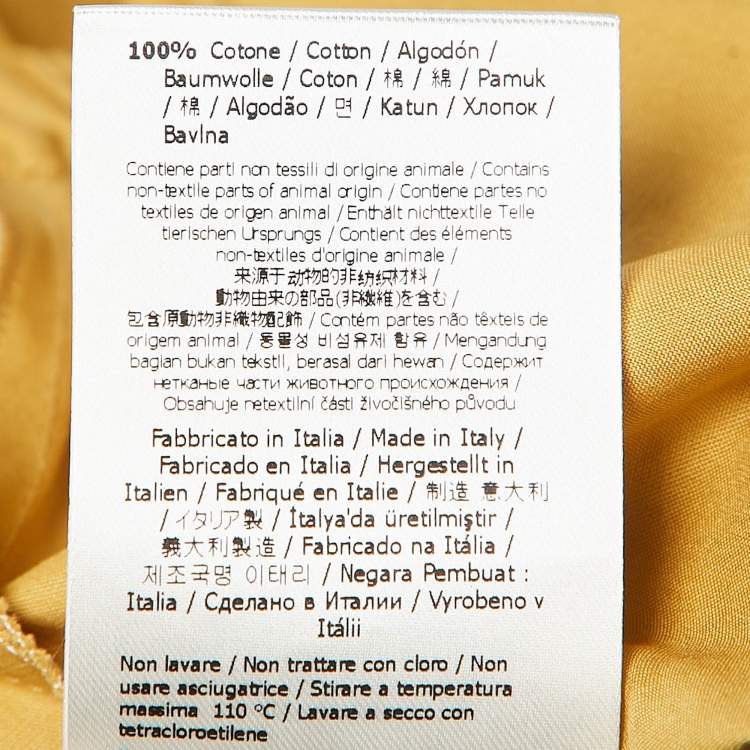 100% Cotone / Cotton / Algodón /
Baumwolle / Coton / 棉 / 綿 / Pamuk
/ 棉 / Algodão / 면 / Katun / Хлопок /
Bavlna
Contiene parti non tessili di origine animale / Contains
non-textile parts of animal origin / Contiene partes no
textiles de origen animal / Enthält nichttextile Teile
tierischen Ursprungs / Contient des éléments
non-textiles d'origine animale /
来源于动物的非纺织材料 /
動物由来の部品(非繊維)を含む /
包含原動物非織物配飾 / Contém partes não têxteis de
origem animal / 동물성 비섬유제 함유 / Mengandung
bagian bukan tekstil, berasal dari hewan / Содержит
нетканые части животного происхождения /
Obsahuje netextilní části živočišného původu
Fabbricato in Italia / Made in Italy /
Fabricado en Italia / Hergestellt in
Italien / Fabriqué en Italie / 制造 意大利
/ イタリア製 / İtalya'da üretilmiştir /
義大利製造 / Fabricado na Itália /
제조국명 이태리 / Negara Pembuat :
Italia / Сделано в Италии / Vyrobeno v
Itálii
Non lavare / Non trattare con cloro / Non
usare asciugatrice / Stirare a temperatura
massima 110 °C / Lavare a secco con
tetracloroetilene